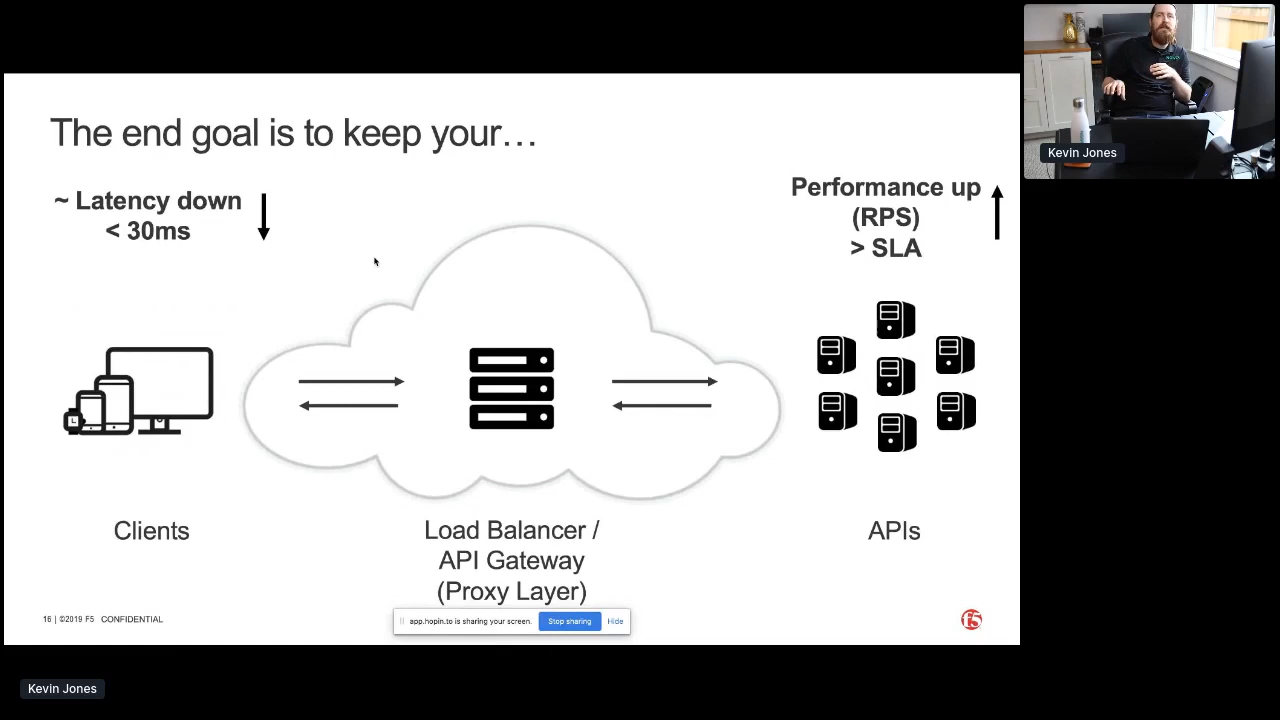 The end goal is to keep your…
~ Latency down
< 30ms
Performance up
(RPS)
> SLA
Clients
Load Balancer /
API Gateway
(Proxy Layer)
APIs
16 | ©2019 F5 CONFIDENTIAL
app.hopin.to is sharing your screen.
Stop sharing
Hide
f5
Kevin Jones
Kevin Jones